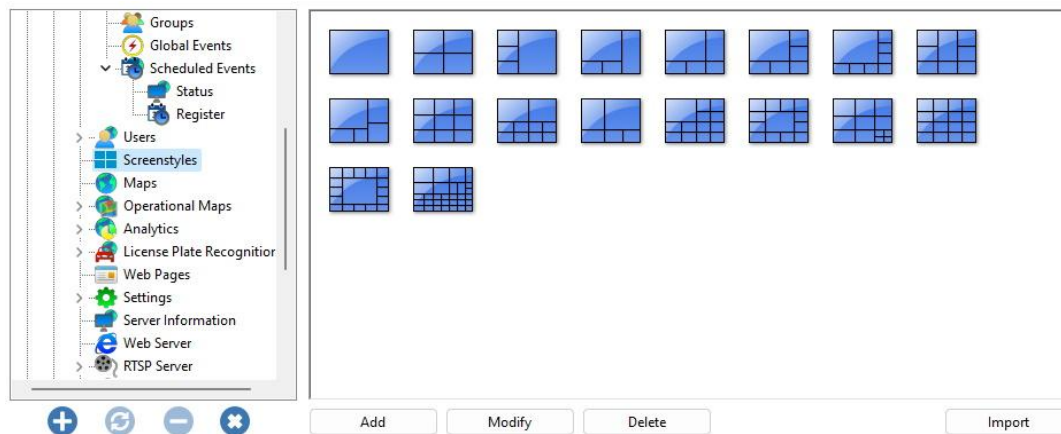 Groups
Global Events
Scheduled Events
Status
Register
Users
Screenstyles
Maps
Operational Maps
Analytics
License Plate Recognition
Web Pages
Settings
Server Information
Web Server
RTSP Server
Add
Modify
Delete
Import